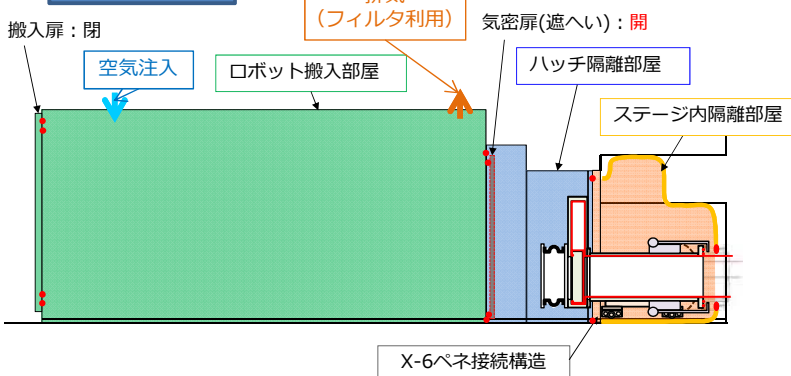 （フィルタ利用）
搬入扉：閉
気密扉(遮へい)：開
空気注入
ロボット搬入部屋
ハッチ隔離部屋
ステージ内隔離部屋
X-6ペネ接続構造